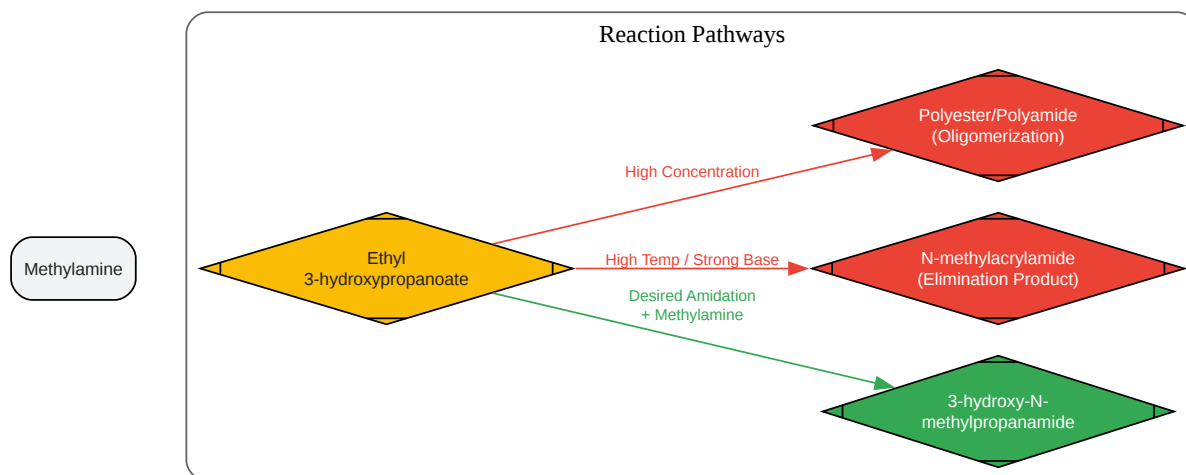 Reaction Pathways
Polyester/Polyamide
(Oligomerization)
High Concentration
Methylamine
Ethyl
3-hydroxypropanoate
High Temp / Strong Base
N-methylacrylamide
(Elimination Product)
Desired Amidation
+ Methylamine
3-hydroxy-N-
methylpropanamide